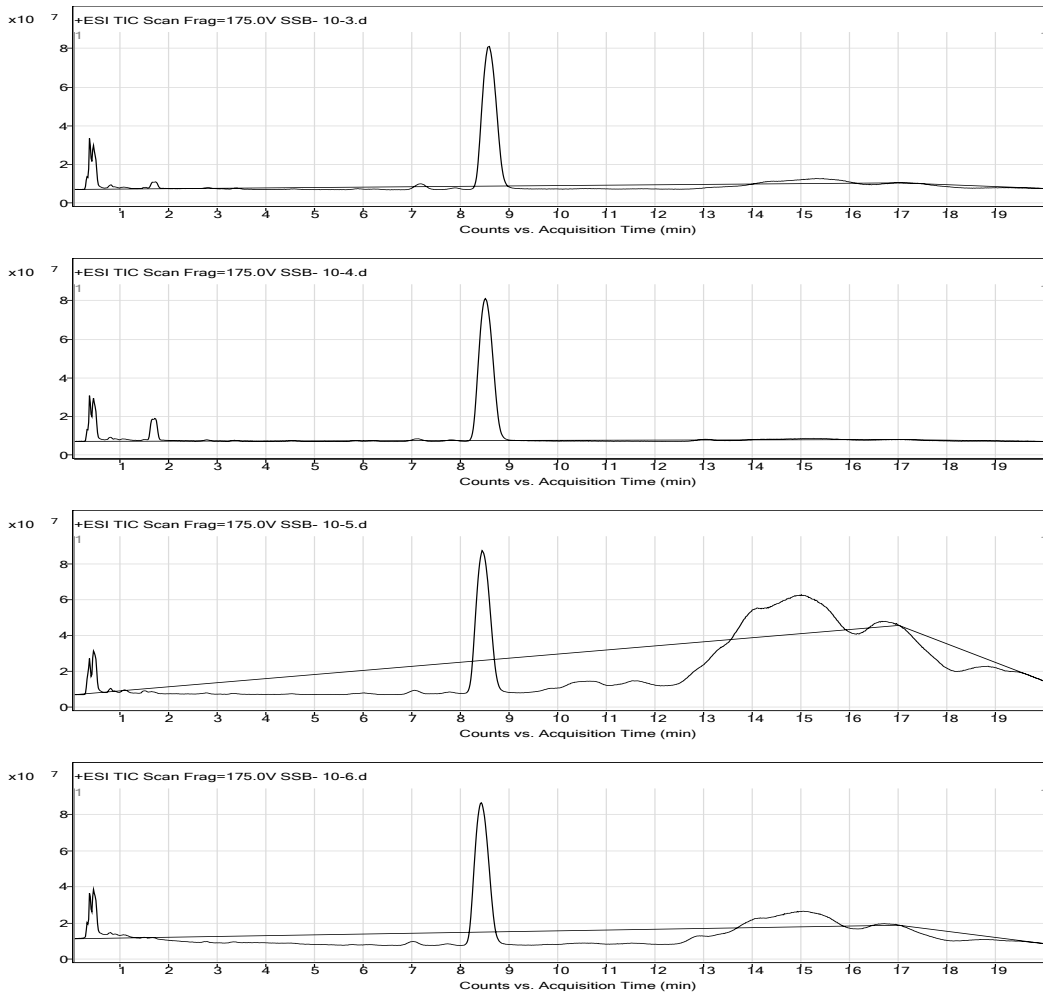 x10 7 +ESI TIC Scan Frag=175.0V SSB- 10-3.d
1
8
6
4
2
0
1 2 3 4 5 6 7 8 9 10 11 12 13 14 15 16 17 18 19
Counts vs. Acquisition Time (min)
x10 7 +ESI TIC Scan Frag=175.0V SSB- 10-4.d
1
8
6
4
2
0
1 2 3 4 5 6 7 8 9 10 11 12 13 14 15 16 17 18 19
Counts vs. Acquisition Time (min)
x10 7 +ESI TIC Scan Frag=175.0V SSB- 10-5.d
1
8
6
4
2
0
1 2 3 4 5 6 7 8 9 10 11 12 13 14 15 16 17 18 19
Counts vs. Acquisition Time (min)
x10 7 +ESI TIC Scan Frag=175.0V SSB- 10-6.d
1
8
6
4
2
0
1 2 3 4 5 6 7 8 9 10 11 12 13 14 15 16 17 18 19
Counts vs. Acquisition Time (min)